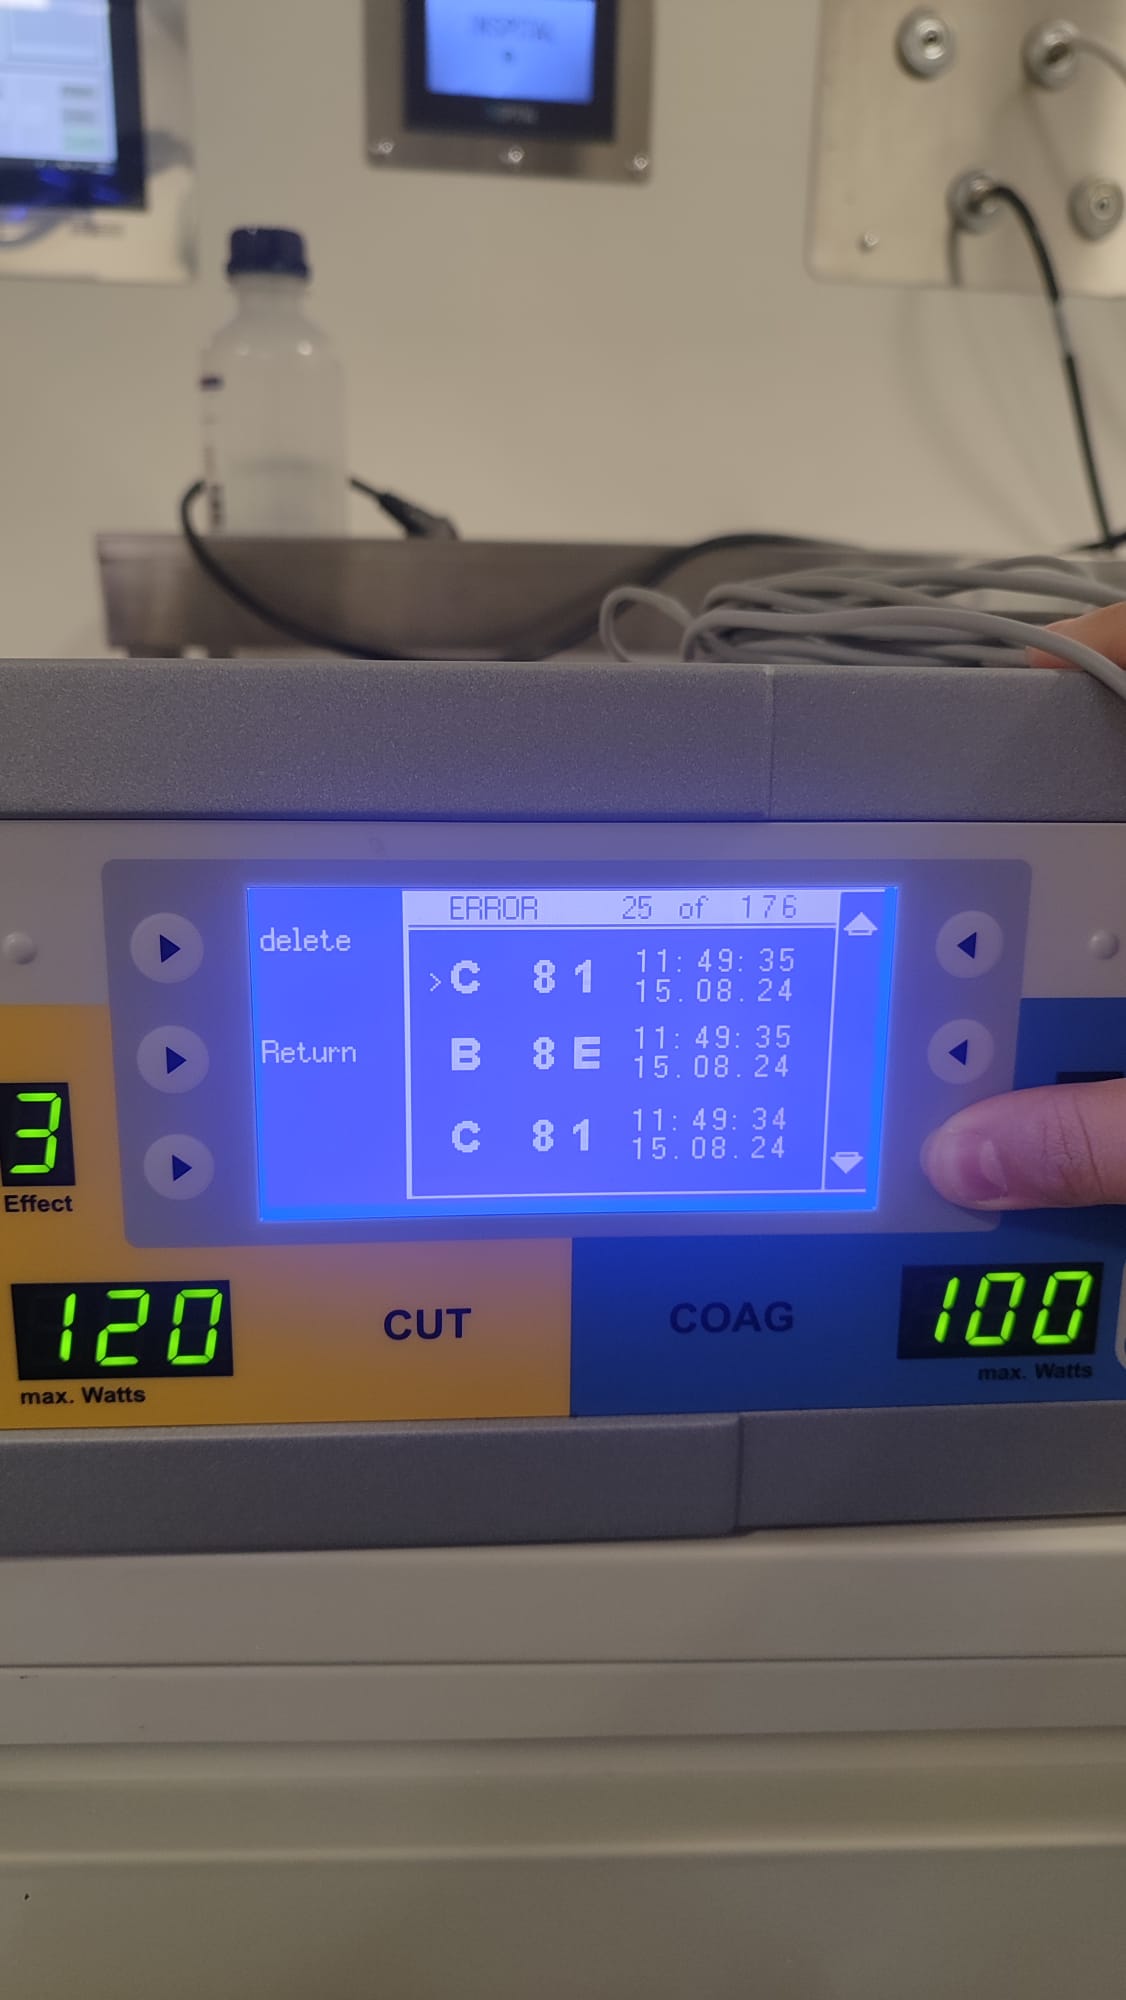 delete
Return
ERROR 25 of 176
>C 81 11:49:35
15.08.24
B 8E 11:49:35
15.08.24
C 81 11:49:34
15.08.24
3
Effect
120
max. Watts
CUT
COAG
100
max. Watts